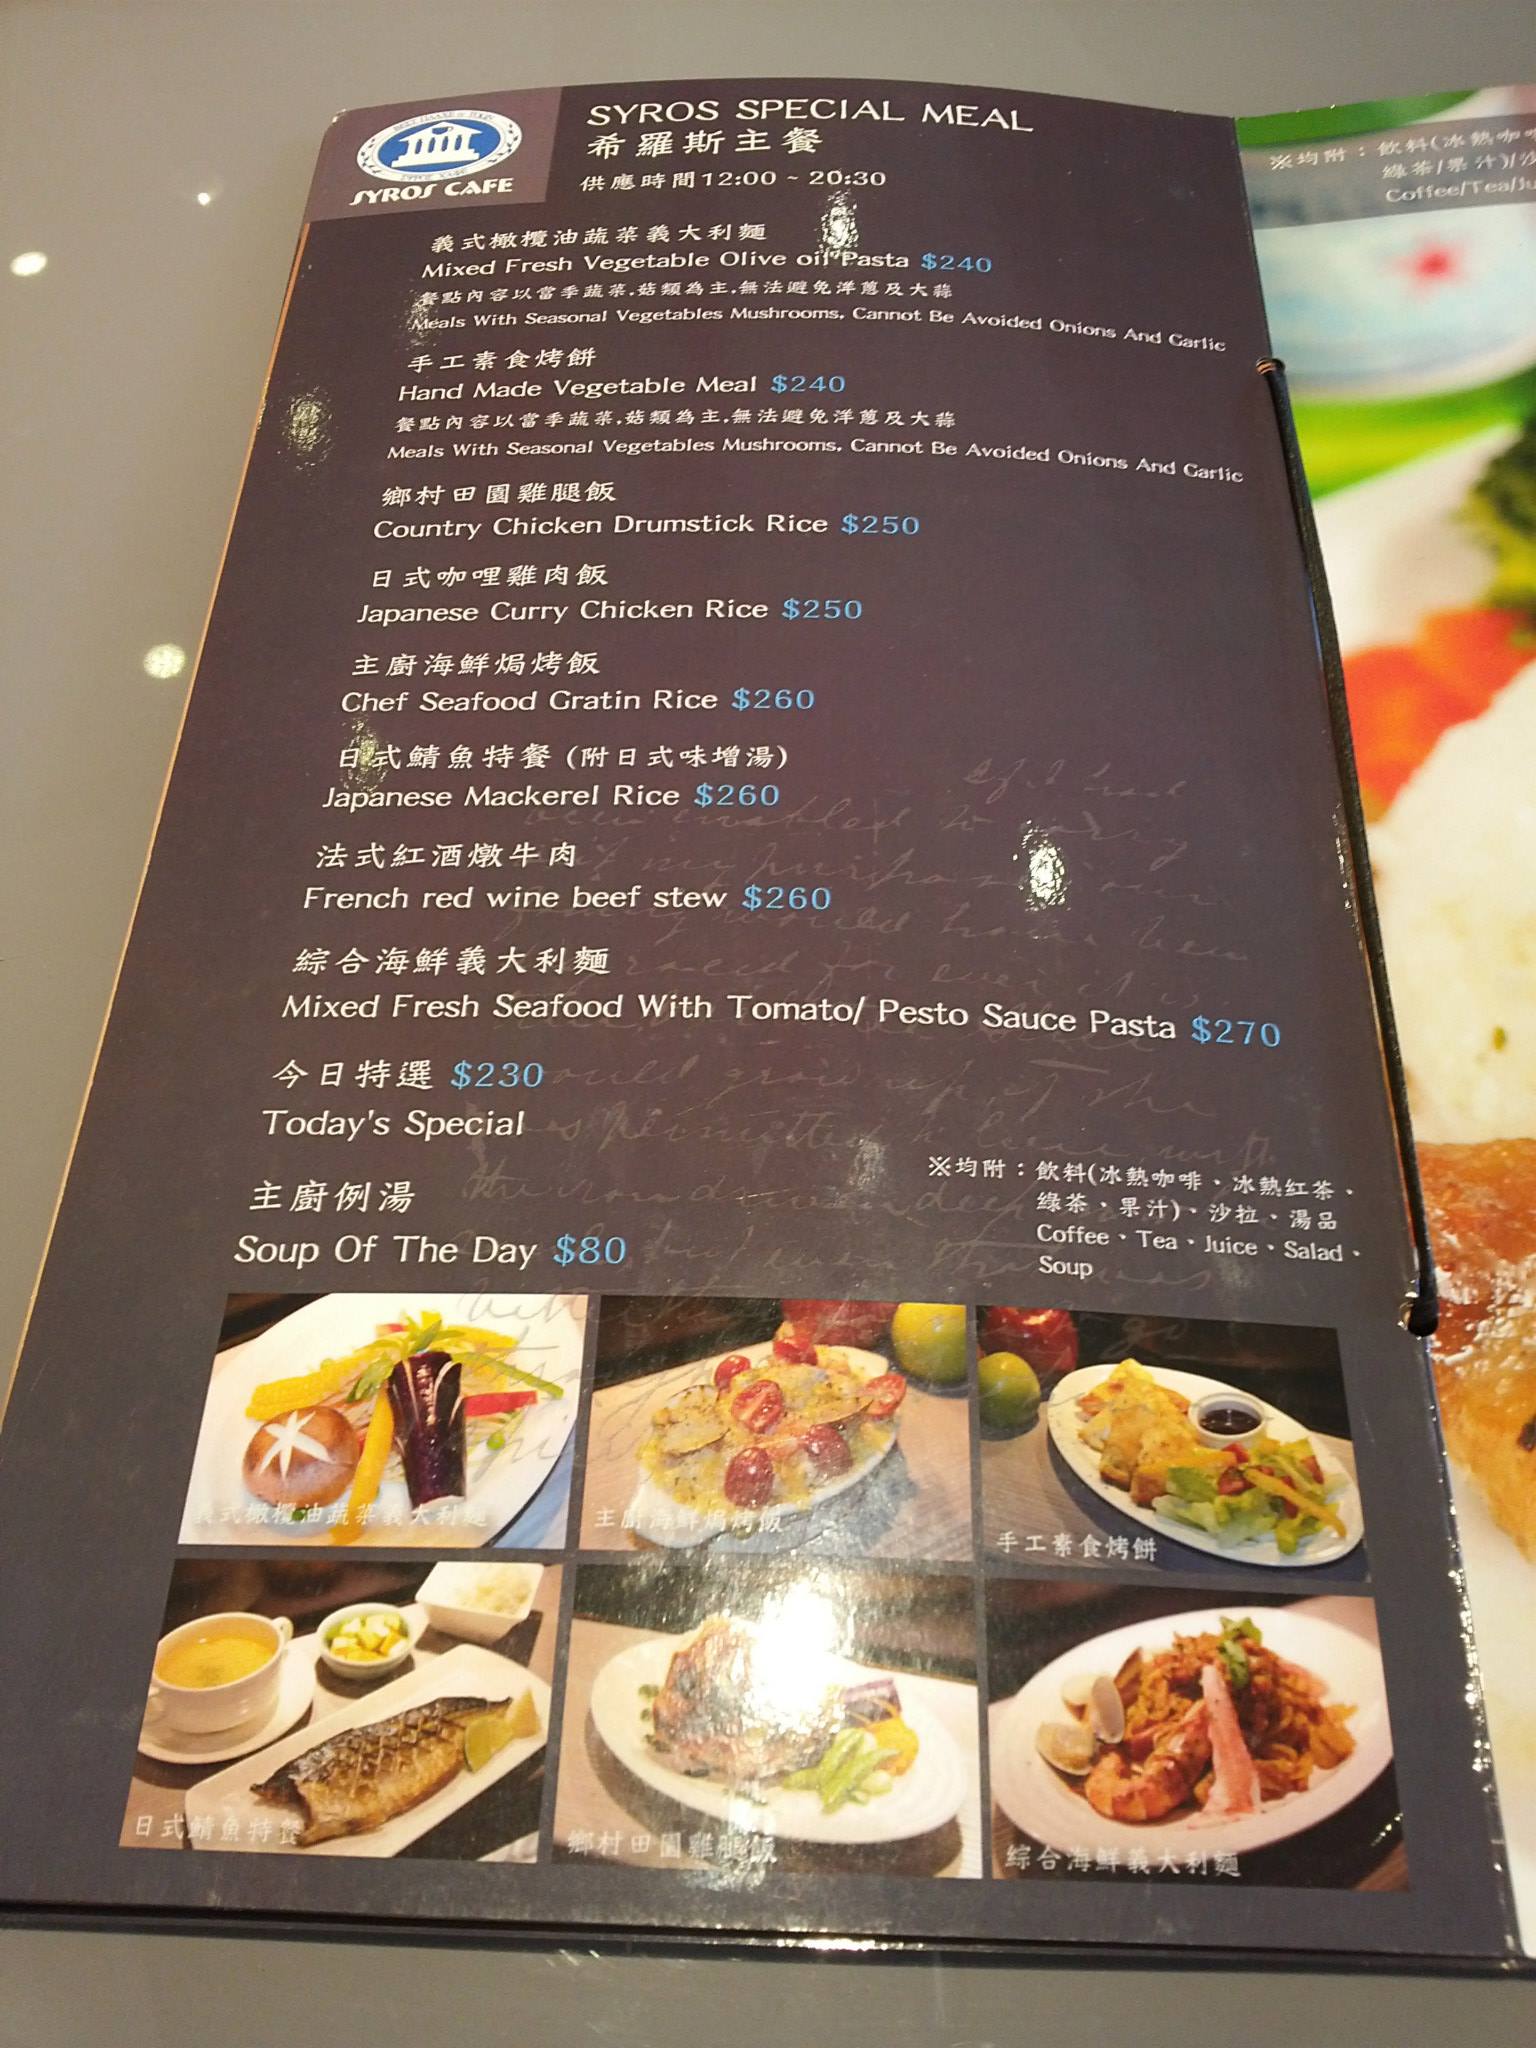 SYROS CAFE
SYROS SPECIAL MEAL
希羅斯主餐
供應時間12:00 ~ 20:30
義式橄欖油蔬菜義大利麵
Mixed Fresh Vegetable Olive oil Pasta $240
餐點內容以當季蔬菜.菇類為主.無法避免洋蔥及大蒜
Meals With Seasonal Vegetables Mushrooms, Cannot Be Avoided Onions And Garlic
手工素食烤餅
Hand Made Vegetable Meal $240
餐點內容以當季蔬菜.菇類為主.無法避免洋蔥及大蒜
Meals With Seasonal Vegetables Mushrooms, Cannot Be Avoided Onions And Garlic
鄉村田園雞腿飯
Country Chicken Drumstick Rice $250
日式咖哩雞肉飯
Japanese Curry Chicken Rice $250
主廚海鮮焗烤飯
Chef Seafood Gratin Rice $260
日式鯖魚特餐 (附日式味增湯)
Japanese Mackerel Rice $260
法式紅酒燉牛肉
French red wine beef stew $260
綜合海鮮義大利麵
Mixed Fresh Seafood With Tomato/ Pesto Sauce Pasta $270
今日特選 $230
Today's Special
主廚例湯
Soup Of The Day $80
※均附：飲料(冰熱咖啡、冰熱紅茶、
綠茶、果汁)、沙拉、湯品
Coffee、Tea、Juice、Salad、
Soup
義式橄欖油蔬菜義大利麵
主廚海鮮焗烤飯
手工素食烤餅
日式鯖魚特餐
鄉村田園雞腿飯
綜合海鮮義大利麵
※均附：飲料(冰熱咖
綠茶/果汁)/
Coffee/Tea/Ju